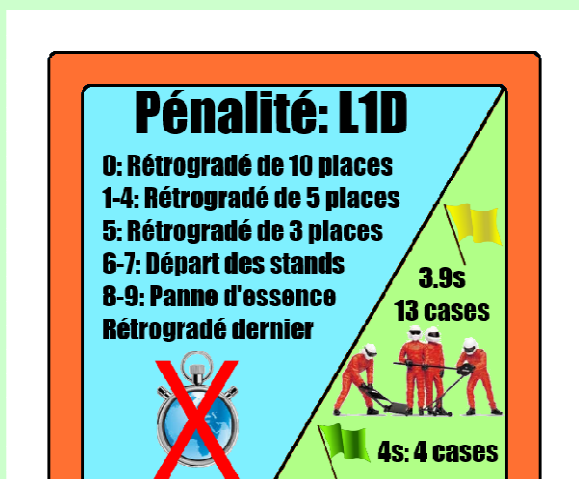 Pénalité: L1D
0: Rétrogradé de 10 places
1-4: Rétrogradé de 5 places
5: Rétrogradé de 3 places
6-7: Départ des stands
8-9: Panne d'essence
Rétrogradé dernier
3.9s
13 cases
4s: 4 cases